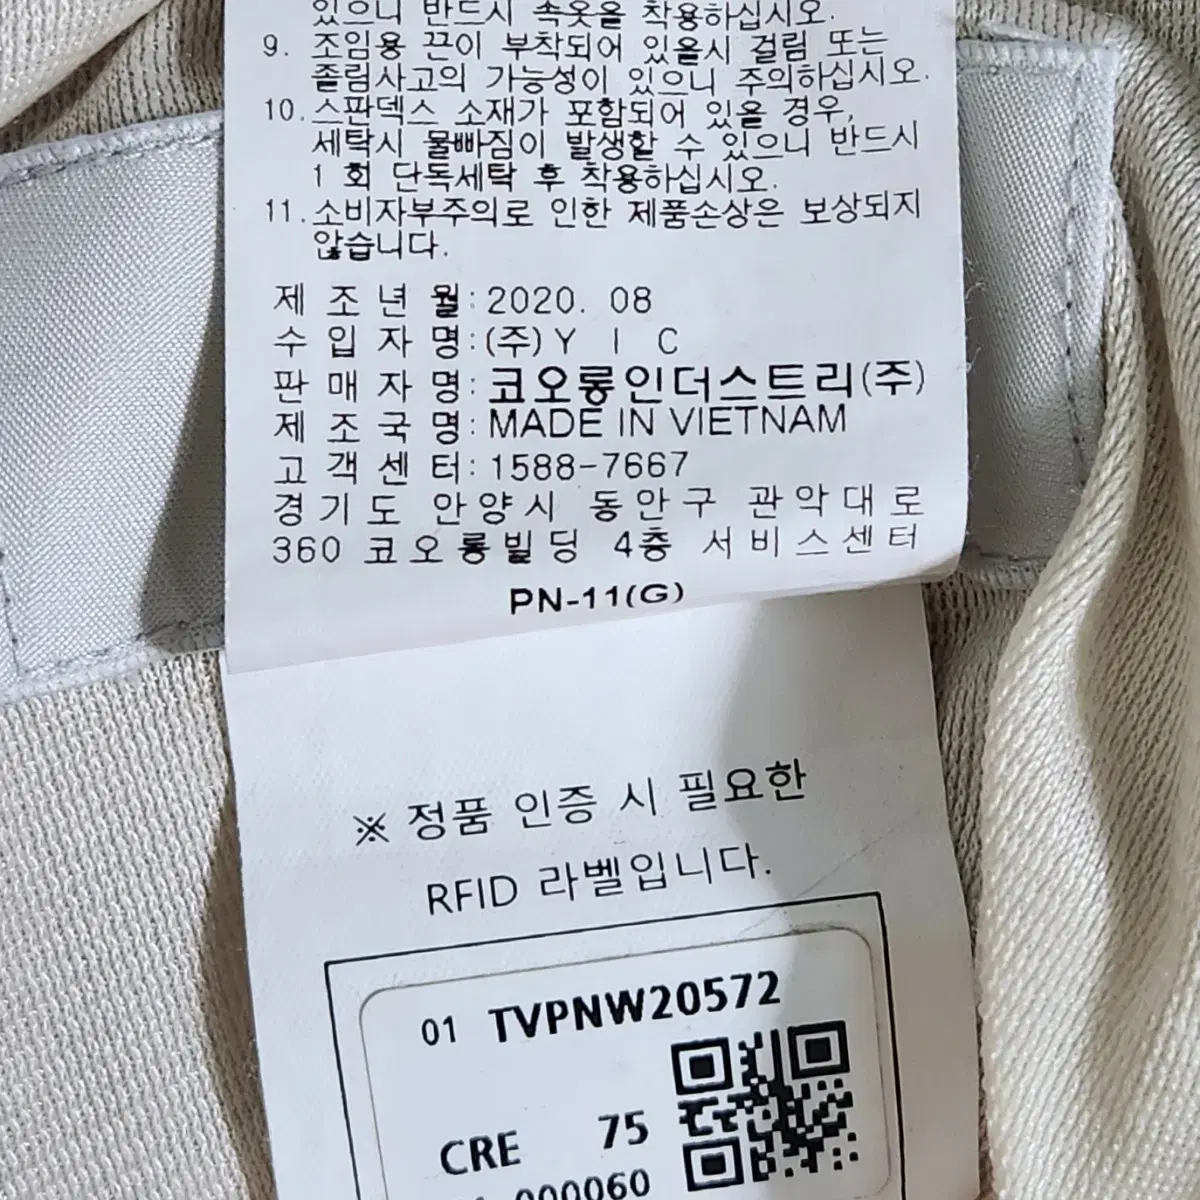 있으니 반드시 속옷을 착용하십시오.
9. 조임용 끈이 부착되어 있을시 걸림 또는
졸림사고의 가능성이 있으니 주의하십시오.
10. 스판덱스 소재가 포함되어 있을 경우,
세탁시 물빠짐이 발생할 수 있으니 반드시
1 회 단독세탁 후 착용하십시오.
11. 소비자부주의로 인한 제품손상은 보상되지
않습니다.
제 조 년 월: 2020. 08
수 입 자 명: (주) Y I C
판 매 자 명: 코오롱인더스트리(주)
제 조 국 명: MADE IN VIETNAM
고 객 센 터: 1588-7667
경기도 안양시 동안구 관악대로
360 코오롱빌딩 4층 서비스센터
PN-11(G)
※ 정품 인증 시 필요한
RFID 라벨입니다.
01 TVPNW20572
CRE 75
000060